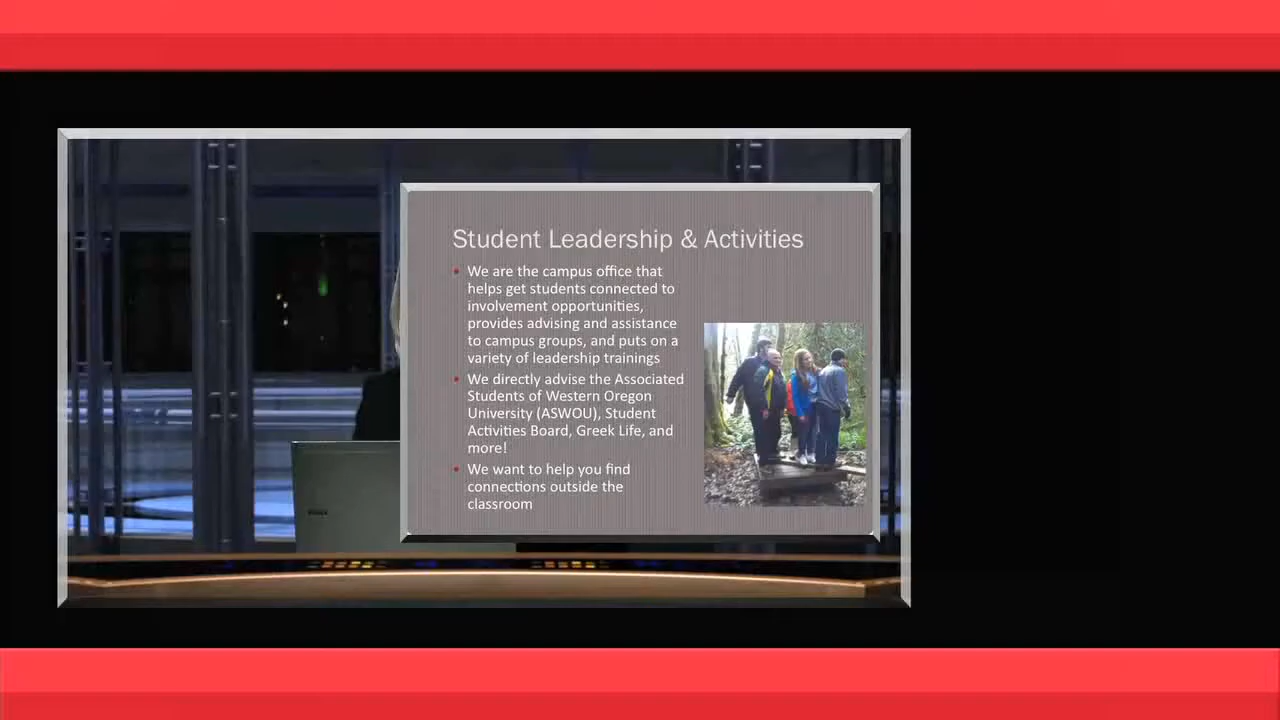 Student Leadership & Activities
• We are the campus office that
helps get students connected to
involvement opportunities,
provides advising and assistance
to campus groups, and puts on a
variety of leadership trainings
• We directly advise the Associated
Students of Western Oregon
University (ASWOU), Student
Activities Board, Greek Life, and
more!
• We want to help you find
connections outside the
classroom